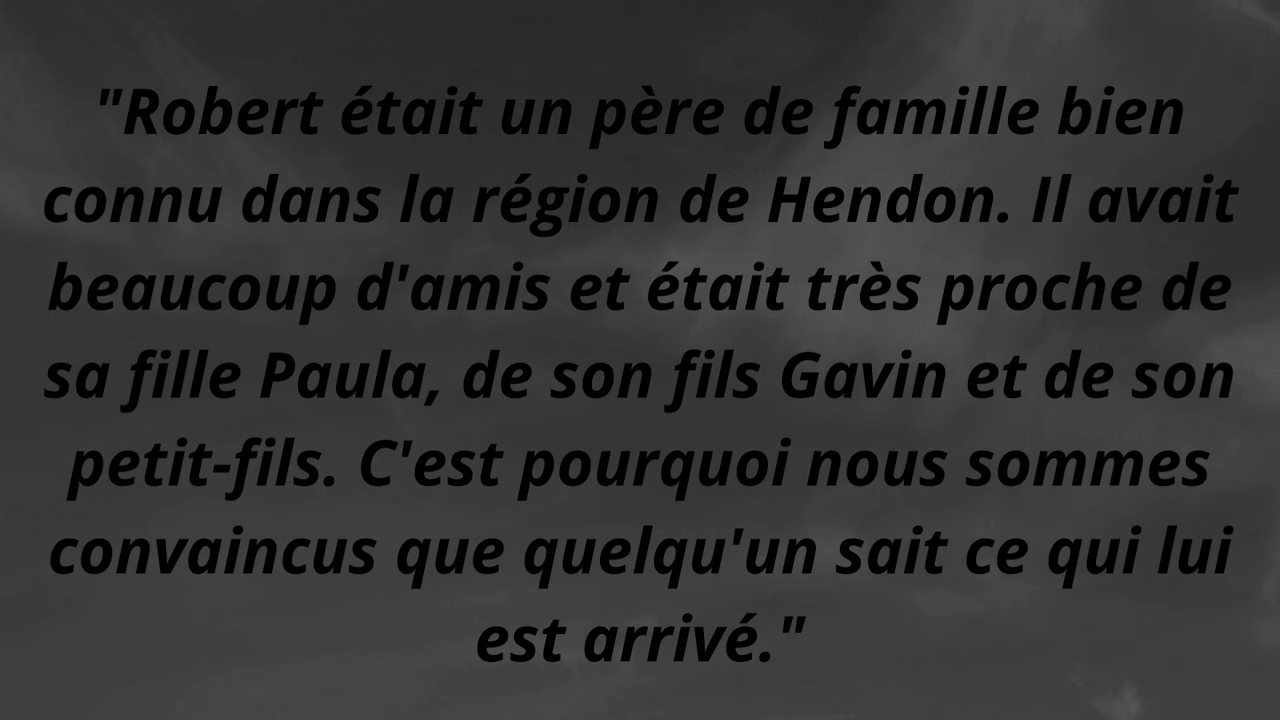 "Robert était un père de famille bien
connu dans la région de Hendon. Il avait
beaucoup d'amis et était très proche de
sa fille Paula, de son fils Gavin et de son
petit-fils. C'est pourquoi nous sommes
convaincus que quelqu'un sait ce qui lui
est arrivé."